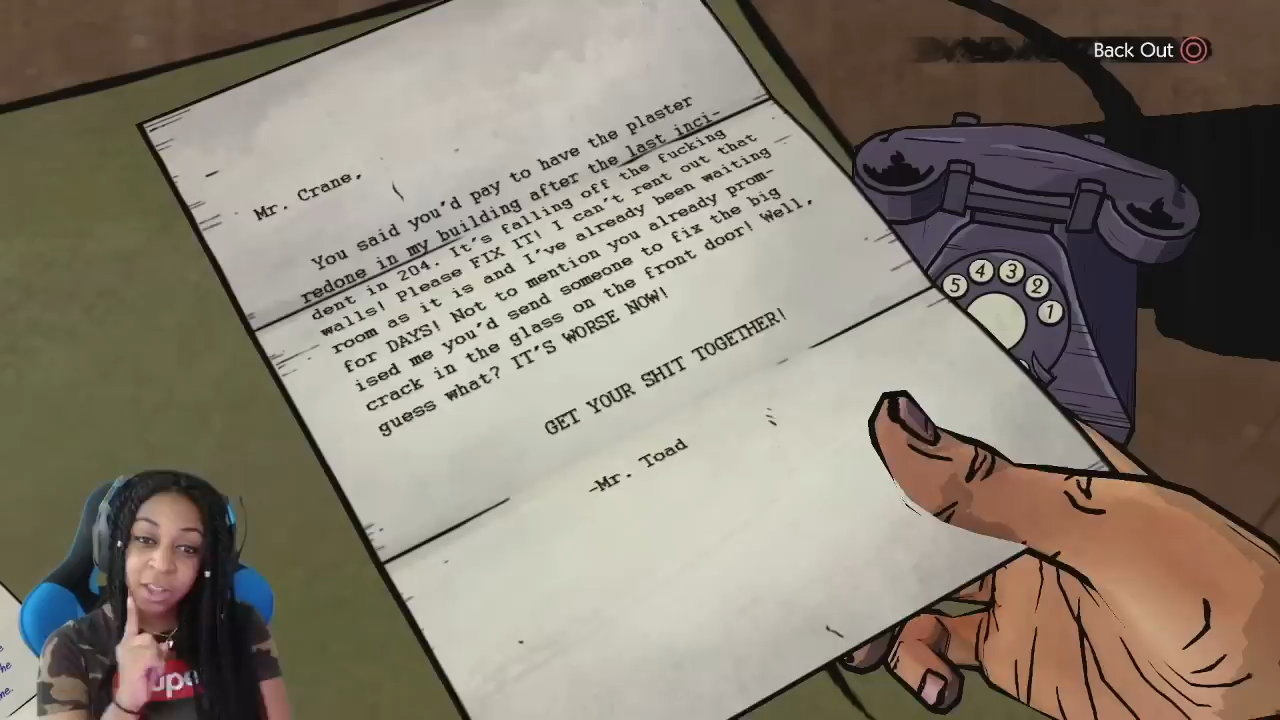 Back Out
Mr. Crane,
You said you'd pay to have the plaster
redone in my building after the last inci-
dent in 204. It's falling off the fucking
walls! Please FIX IT! I can't rent out that
room as it is and I've already been waiting
for DAYS! Not to mention you already prom-
ised me you'd send someone to fix the big
crack in the glass on the front door! Well,
guess what? IT'S WORSE NOW!
GET YOUR SHIT TOGETHER!
-Mr. Toad
5 4 3 2 1
he
me.